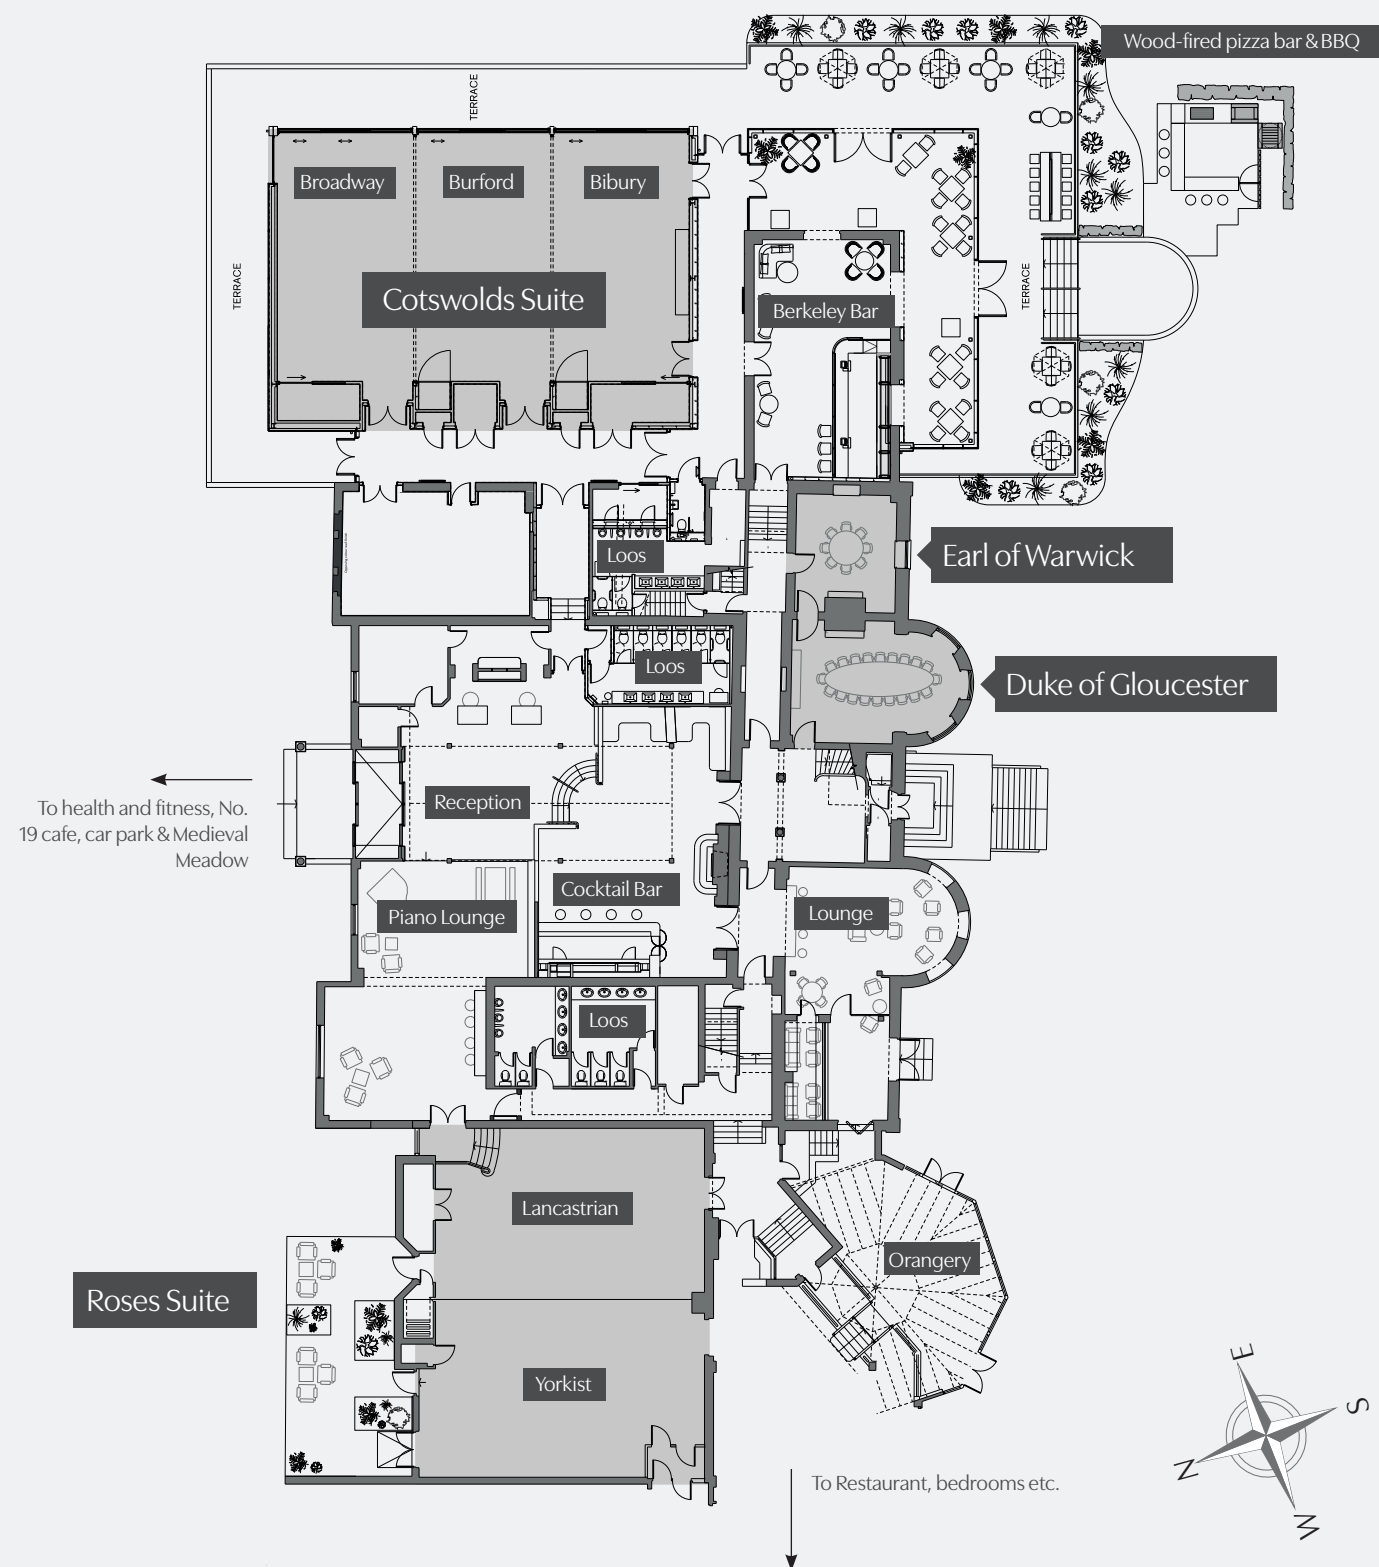 Wood-fired pizza bar & BBQ
TERRACE
Broadway
Burford
Bibury
TERRACE
TERRACE
Cotswolds Suite
Berkeley Bar
Loos
Earl of Warwick
Loos
Duke of Gloucester
To health and fitness, No.
19 cafe, car park & Medieval
Meadow
Reception
Cocktail Bar
Piano Lounge
Lounge
Loos
Lancastrian
Orangery
Roses Suite
Yorkist
To Restaurant, bedrooms etc.
E
S
N
W